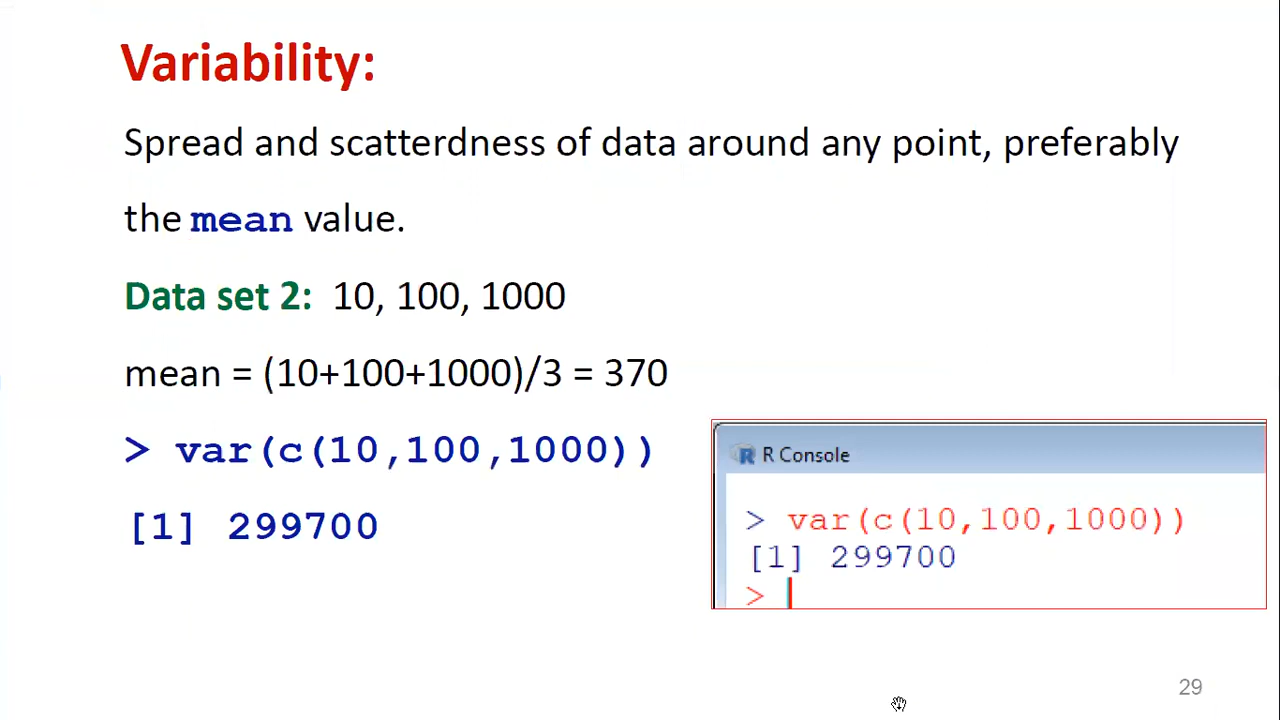 Variability:
Spread and scatterdness of data around any point, preferably
the mean value.
Data set 2: 10, 100, 1000
mean = (10+100+1000)/3 = 370
> var(c(10,100,1000))
[1] 299700
R R Console
> var(c(10,100,1000))
[1] 299700
>
29